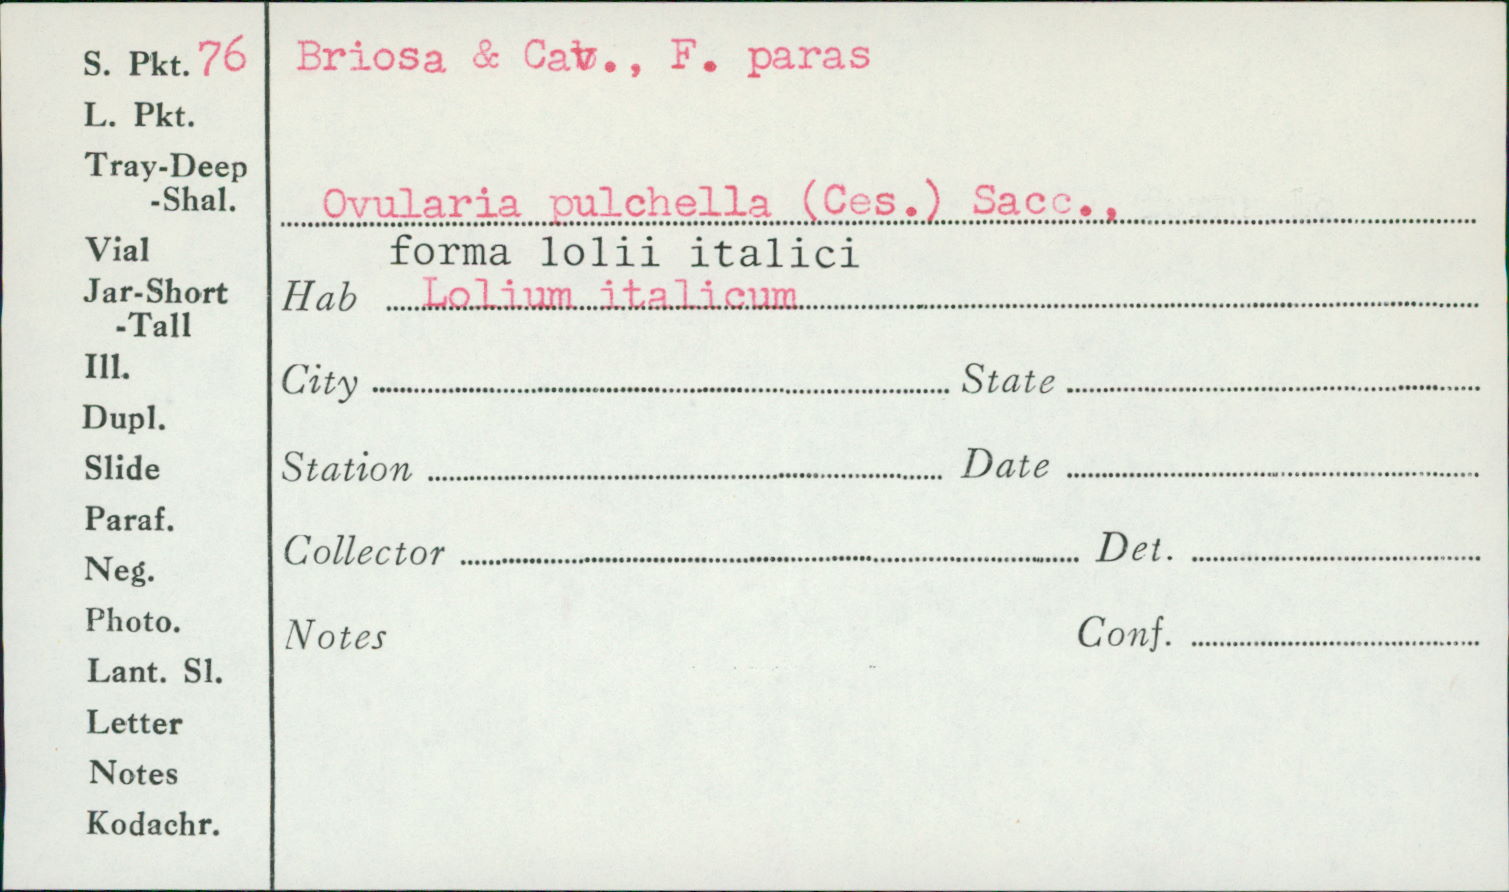 S. Pkt. 76
L. Pkt.
Tray-Deep
-Shal.
Vial
Jar-Short
-Tall
Ill.
Dupl.
Slide
Paraf.
Neg.
Photo.
Lant. Sl.
Letter
Notes
Kodachr.
Briosa & Cav., F. paras
Ovularia pulchella (Ces.) Sacc.,
forma lolii italici
Hab Lolium italicum
City State
Station Date
Collector Det.
Notes Conf.